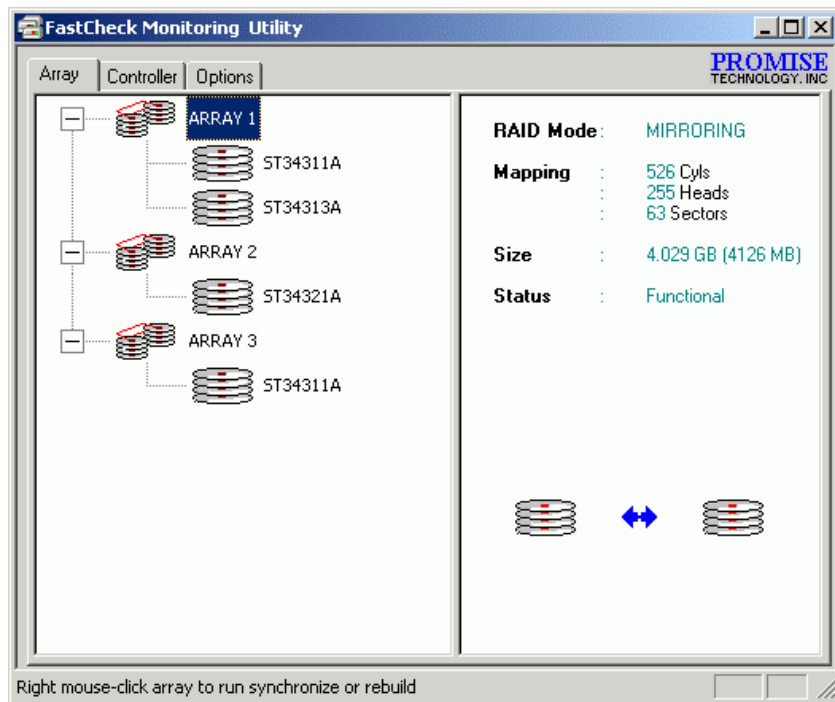 FastCheck Monitoring Utility
PROMISE
TECHNOLOGY, INC
Array Controller Options
ARRAY 1
ST34311A
ST34313A
ARRAY 2
ST34321A
ARRAY 3
ST34311A
RAID Mode : MIRRORING
Mapping : 526 Cyls
: 255 Heads
: 63 Sectors
Size : 4.029 GB (4126 MB)
Status : Functional
Right mouse-click array to run synchronize or rebuild